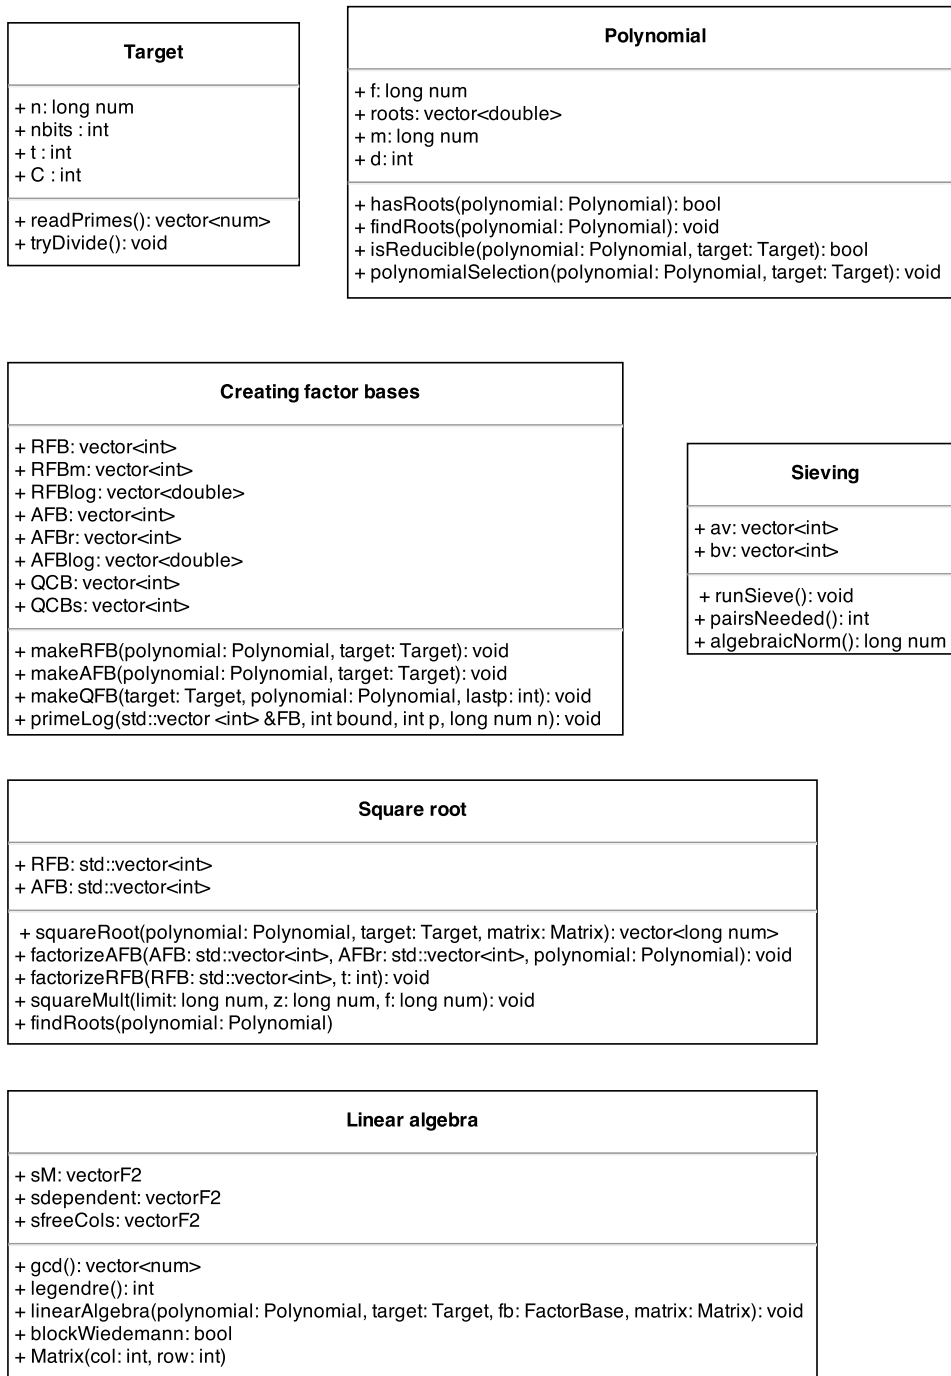 Target
+ n: long num
+ nbits : int
+ t : int
+ C : int
+ readPrimes(): vector<num>
+ tryDivide(): void
Polynomial
+ f: long num
+ roots: vector<double>
+ m: long num
+ d: int
+ hasRoots(polynomial: Polynomial): bool
+ findRoots(polynomial: Polynomial): void
+ isReducible(polynomial: Polynomial, target: Target): bool
+ polynomialSelection(polynomial: Polynomial, target: Target): void
Creating factor bases
+ RFB: vector<int>
+ RFBm: vector<int>
+ RFBlog: vector<double>
+ AFB: vector<int>
+ AFBr: vector<int>
+ AFBlog: vector<double>
+ QCB: vector<int>
+ QCBs: vector<int>
+ makeRFB(polynomial: Polynomial, target: Target): void
+ makeAFB(polynomial: Polynomial, target: Target): void
+ makeQFB(target: Target, polynomial: Polynomial, lastp: int): void
+ primeLog(std::vector <int> &FB, int bound, int p, long num n): void
Sieving
+ av: vector<int>
+ bv: vector<int>
+ runSieve(): void
+ pairsNeeded(): int
+ algebraicNorm(): long num
Square root
+ RFB: std::vector<int>
+ AFB: std::vector<int>
+ squareRoot(polynomial: Polynomial, target: Target, matrix: Matrix): vector<long num>
+ factorizeAFB(AFB: std::vector<int>, AFBr: std::vector<int>, polynomial: Polynomial): void
+ factorizeRFB(RFB: std::vector<int>, t: int): void
+ squareMult(limit: long num, z: long num, f: long num): void
+ findRoots(polynomial: Polynomial)
Linear algebra
+ sM: vectorF2
+ sdependent: vectorF2
+ sfreeCols: vectorF2
+ gcd(): vector<num>
+ legendre(): int
+ linearAlgebra(polynomial: Polynomial, target: Target, fb: FactorBase, matrix: Matrix): void
+ blockWiedemann: bool
+ Matrix(col: int, row: int)